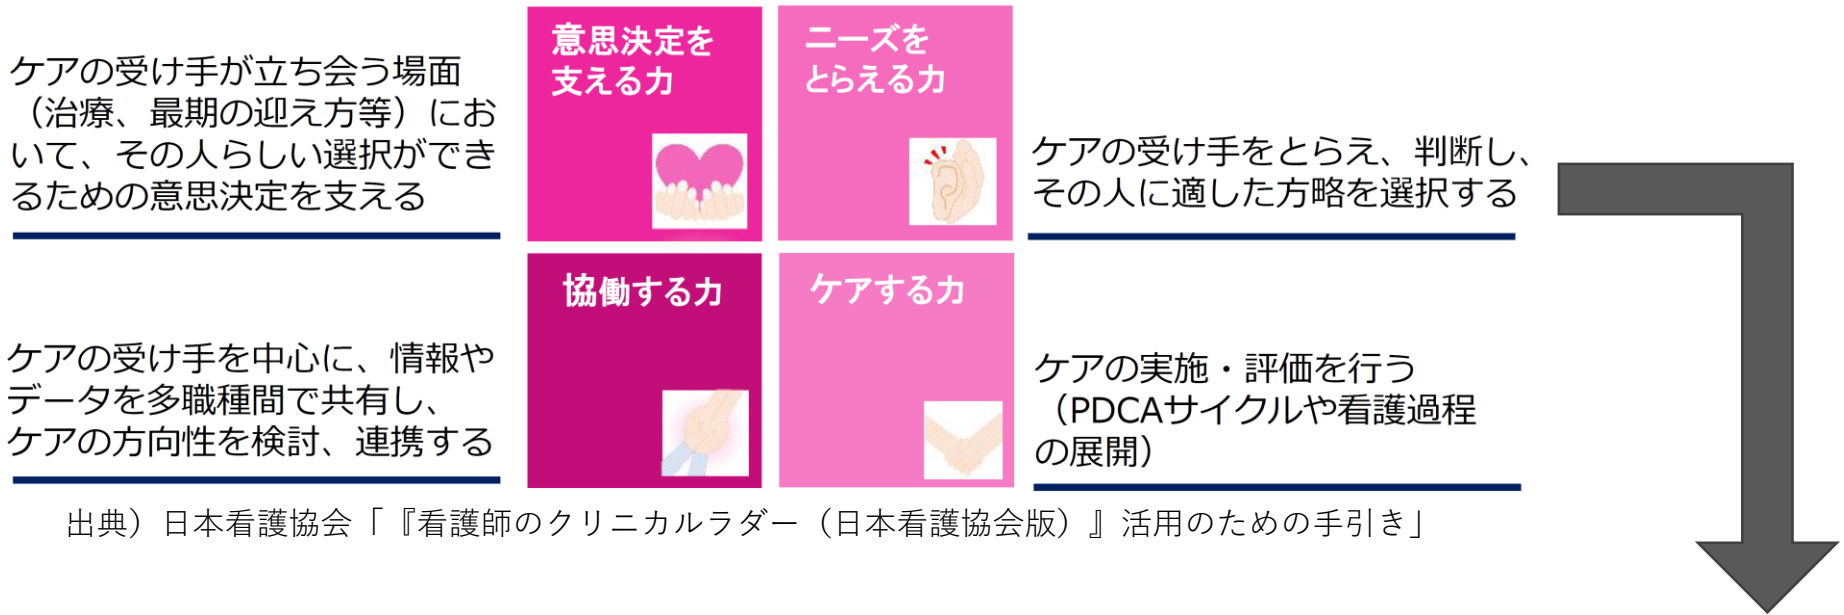 意思決定を
支える力
ケアの受け手が立ち会う場面
（治療、最期の迎え方等）にお
いて、その人らしい選択ができ
るための意思決定を支える
ニーズを
とらえる力
ケアの受け手をとらえ、判断し、
その人に適した方略を選択する
協働する力
ケアの受け手を中心に、情報や
データを多職種間で共有し、
ケアの方向性を検討、連携する
ケアする力
ケアの実施・評価を行う
（PDCAサイクルや看護過程
の展開）
出典）日本看護協会「『看護師のクリニカルラダー（日本看護協会版）』活用のための手引き」